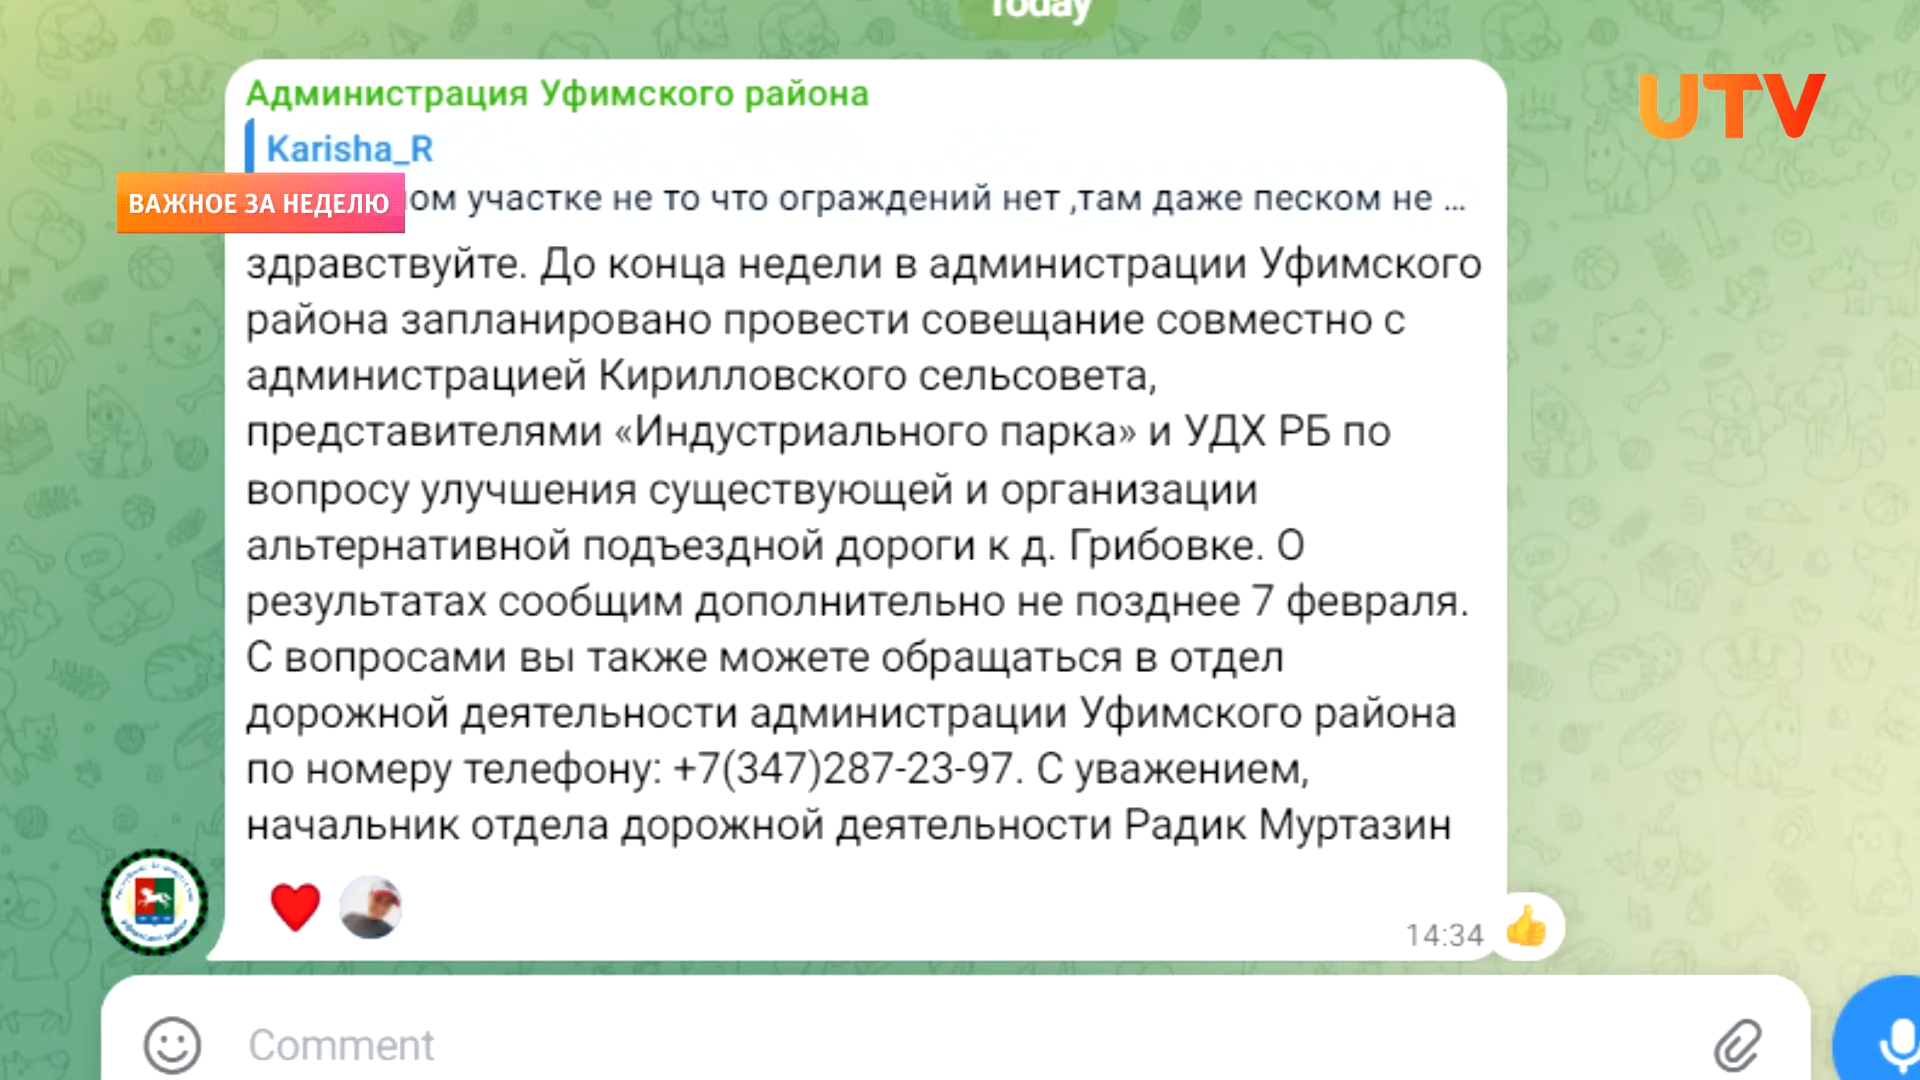 Today
Администрация Уфимского района
UTV
Karisha_R
ВАЖНОЕ ЗА НЕДЕЛЮ
участке не то что ограждений нет ,там даже песком не ...
здравствуйте. До конца недели в администрации Уфимского
района запланировано провести совещание совместно с
администрацией Кирилловского сельсовета,
представителями «Индустриального парка» и УДХ РБ по
вопросу улучшения существующей и организации
альтернативной подъездной дороги к д. Грибовке. О
результатах сообщим дополнительно не позднее 7 февраля.
С вопросами вы также можете обращаться в отдел
дорожной деятельности администрации Уфимского района
по номеру телефону: +7(347)287-23-97. С уважением,
начальник отдела дорожной деятельности Радик Муртазин
14:34
Comment